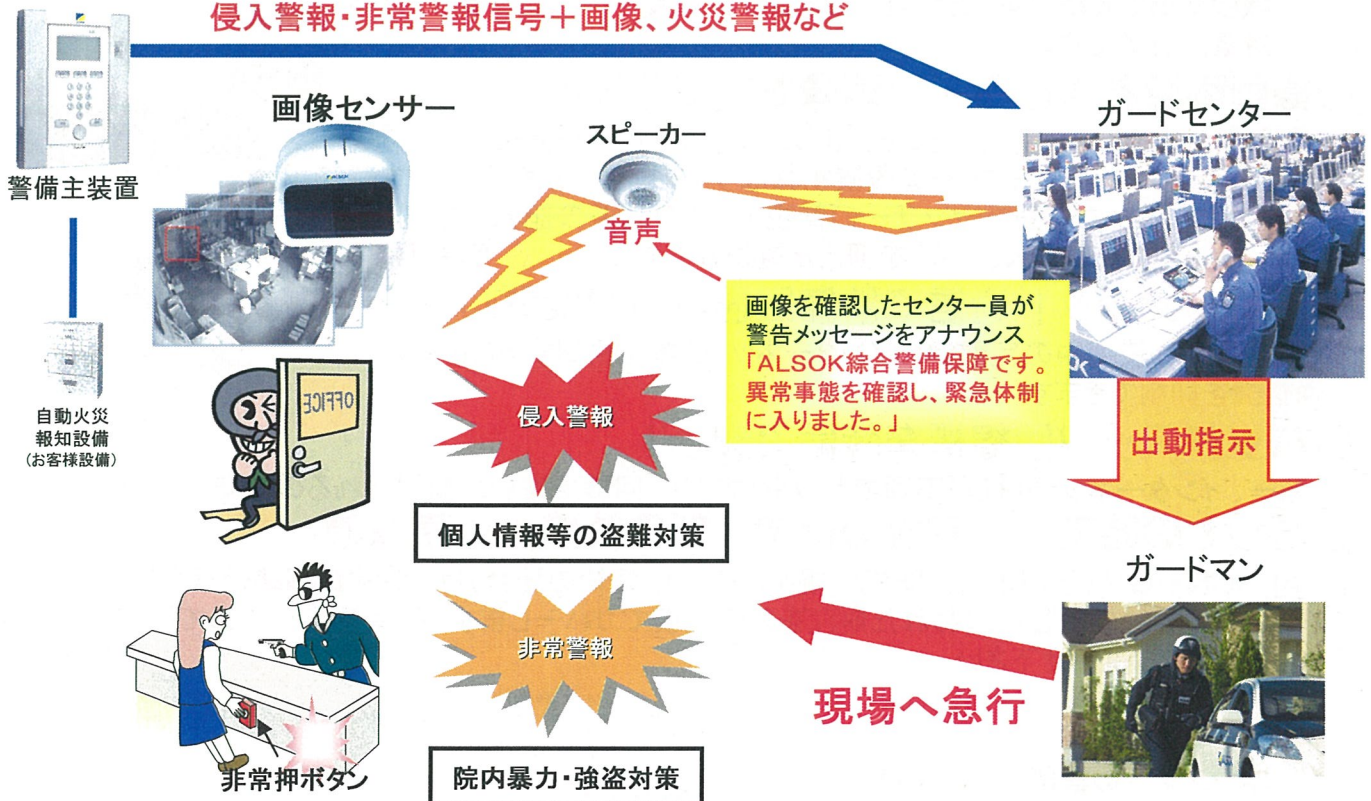 侵入警報・非常警報信号＋画像、火災警報など
警備主装置
画像センサー
ALSOK
スピーカー
音声
ガードセンター
自動火災
報知設備
(お客様設備)
画像を確認したセンター員が
警告メッセージをアナウンス
「ALSOK綜合警備保障です。
異常事態を確認し、緊急体制
に入りました。」
OFFICE
侵入警報
個人情報等の盗難対策
出動指示
ガードマン
非常警報
現場へ急行
非常押ボタン
院内暴力・強盗対策